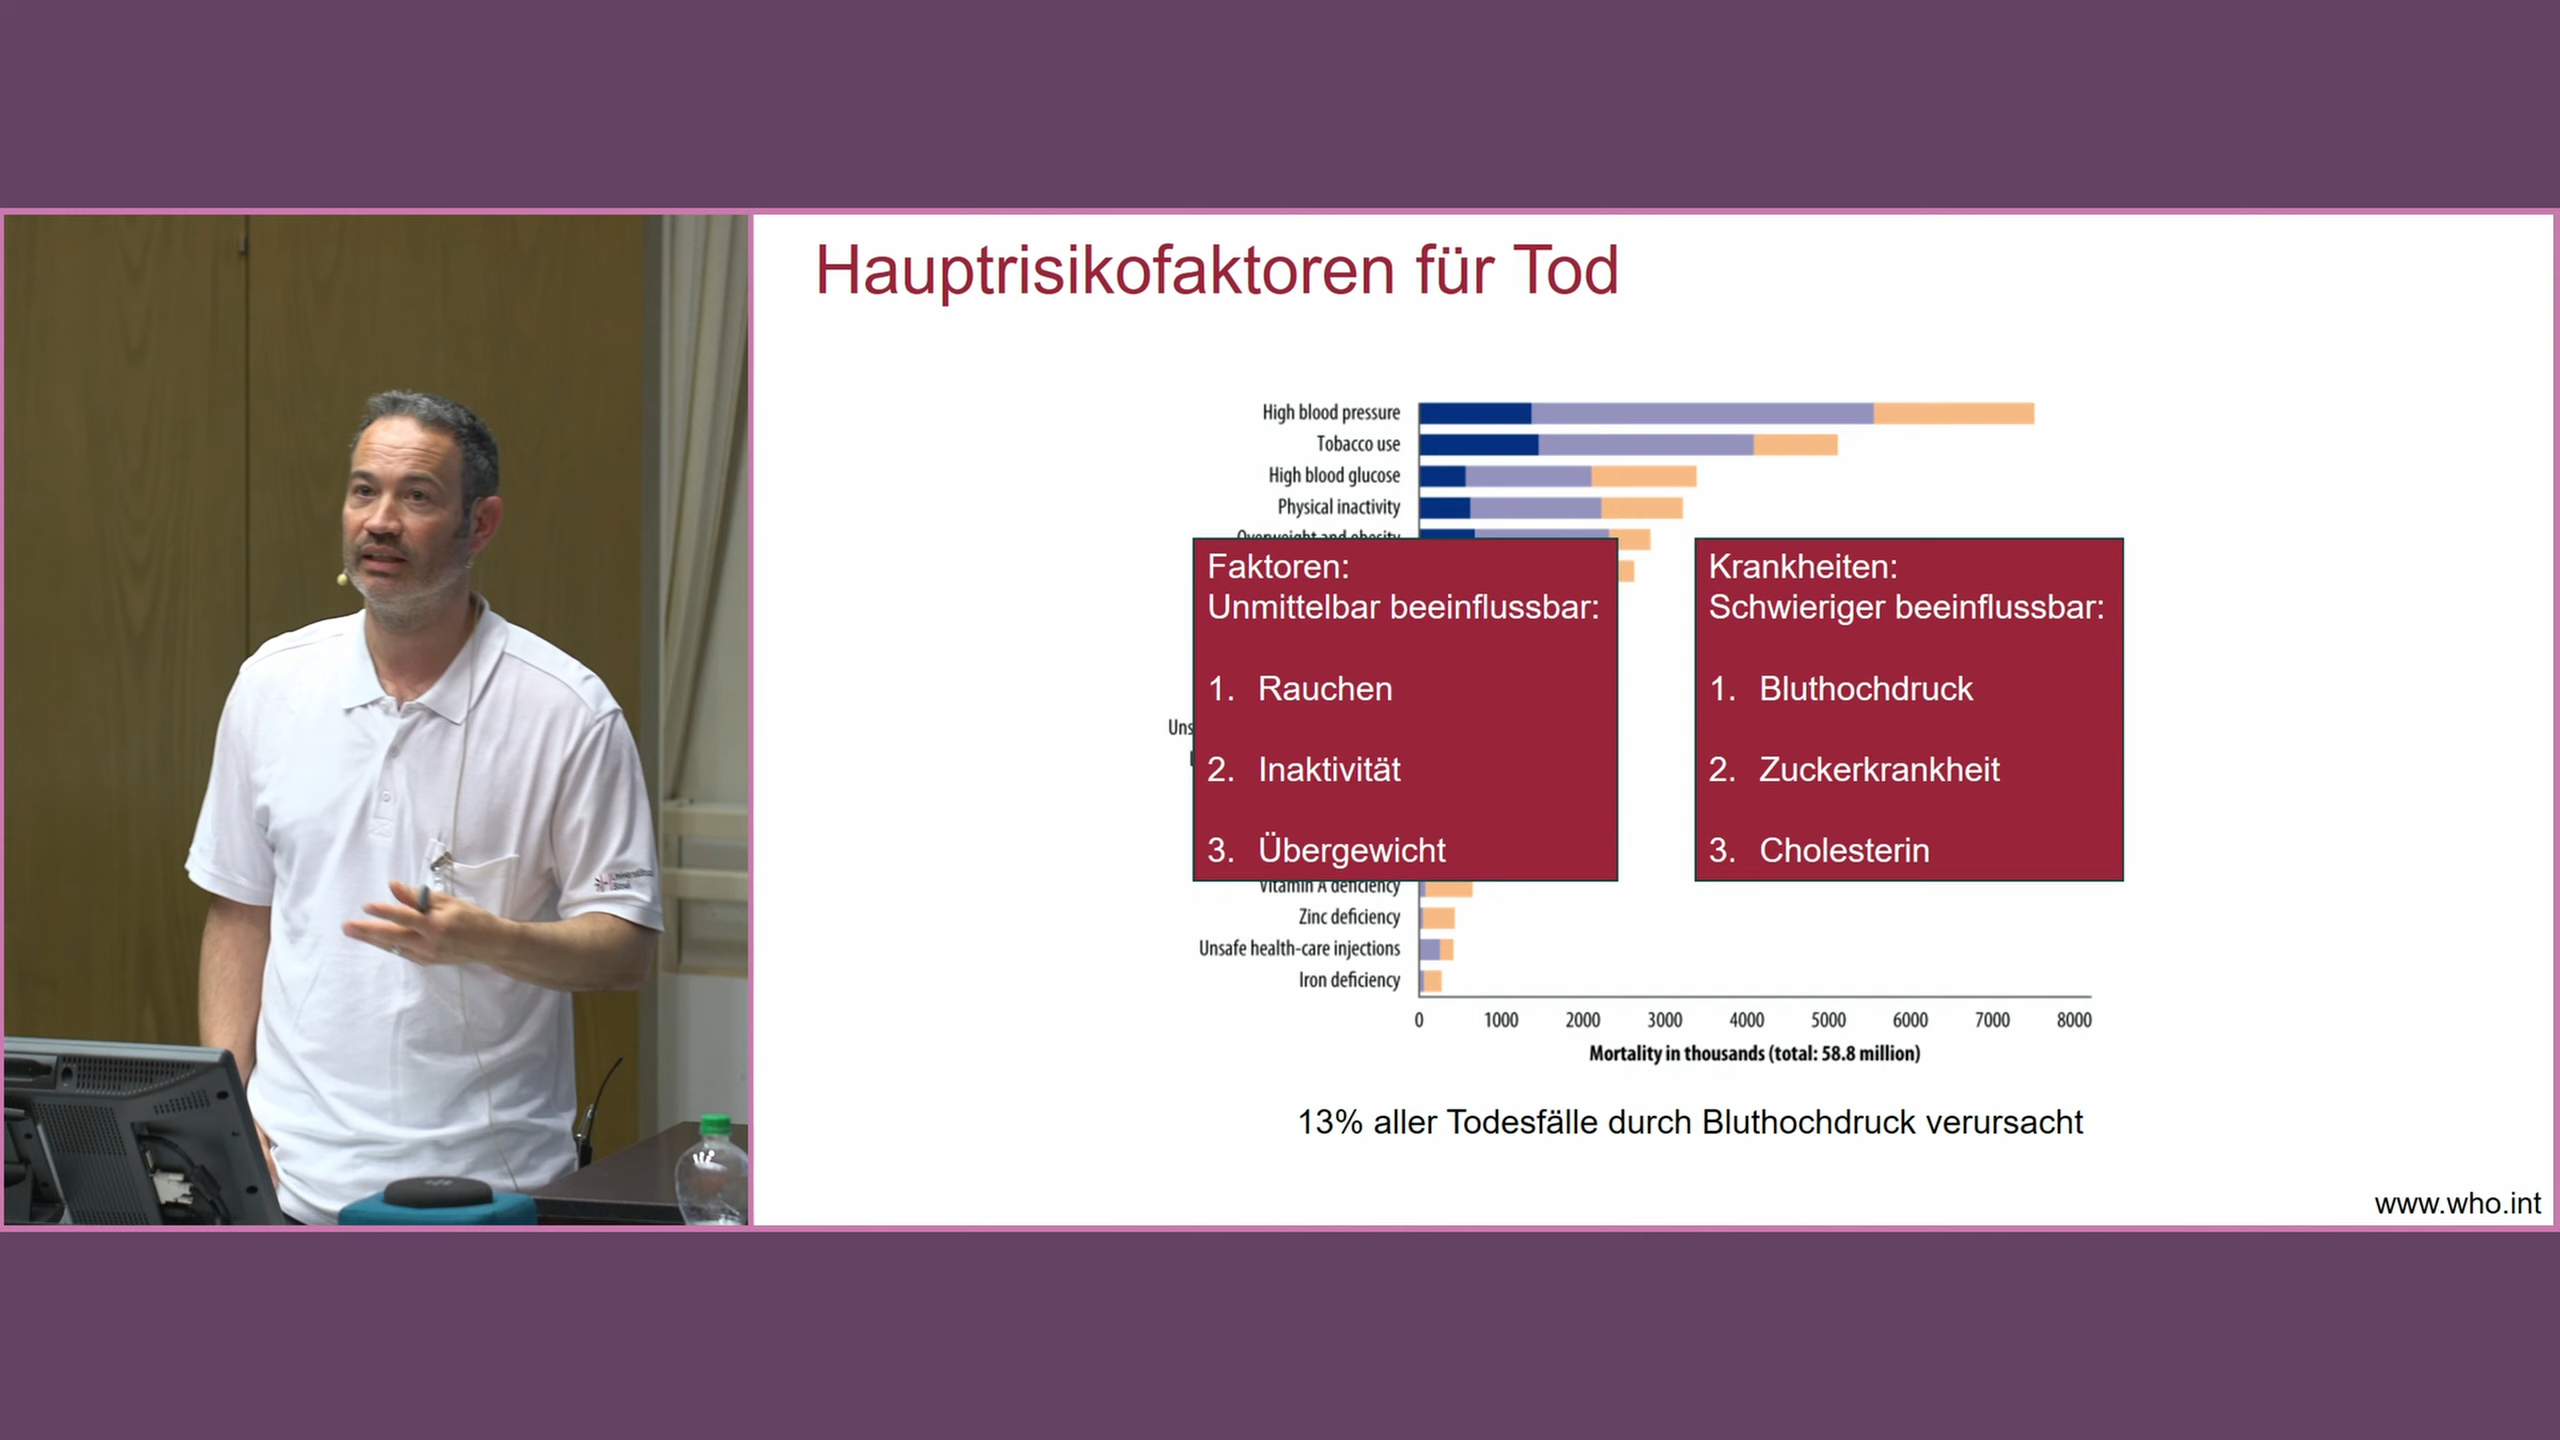 Hauptrisikofaktoren für Tod
High blood pressure
Tobacco use
High blood glucose
Physical inactivity
Overweight and obesity
Faktoren:
Unmittelbar beeinflussbar:
1. Rauchen
2. Inaktivität
3. Übergewicht
Krankheiten:
Schwieriger beeinflussbar:
1. Bluthochdruck
2. Zuckerkrankheit
3. Cholesterin
Uns
Vitamin A deficiency
Zinc deficiency
Unsafe health-care injections
Iron deficiency
0 1000 2000 3000 4000 5000 6000 7000 8000
Mortality in thousands (total: 58.8 million)
13% aller Todesfälle durch Bluthochdruck verursacht
www.who.int